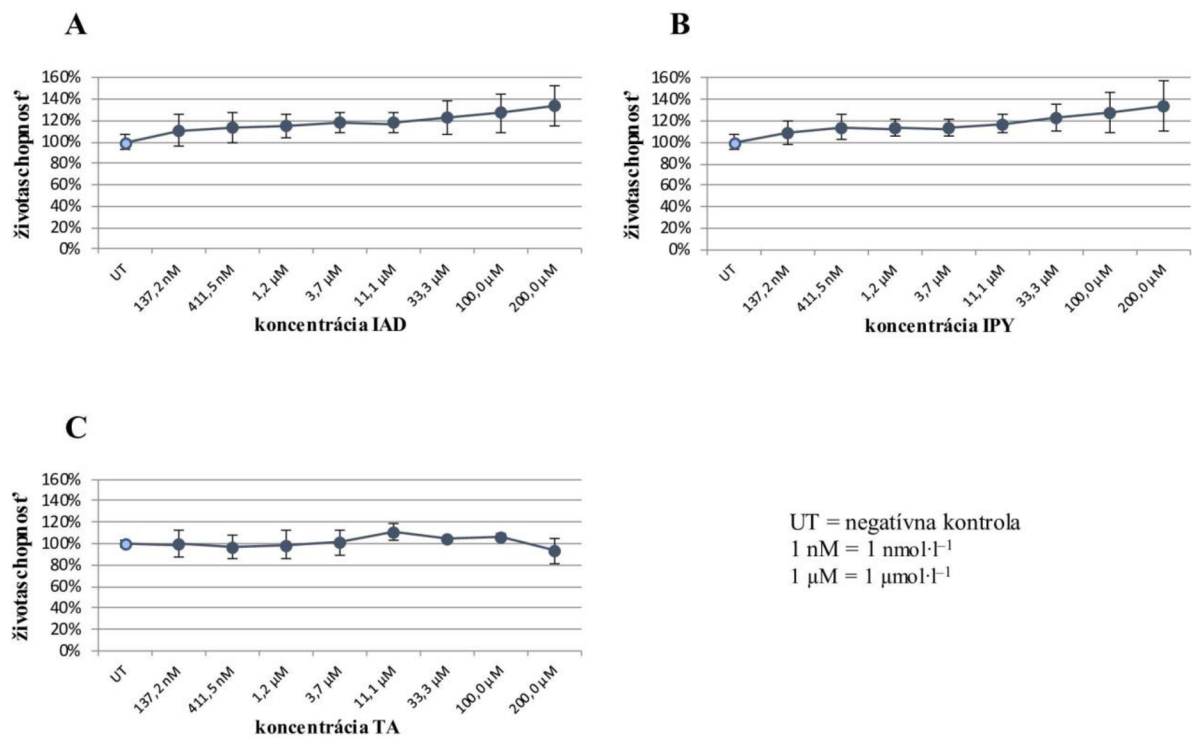 A
životaschopnosť
160%
140%
120%
100%
80%
60%
40%
20%
0%
UT
137,2 nM
411,5 nM
1,2 µM
3,7 µM
11,1 µM
33,3 µM
100,0 µM
200,0 µM
koncentrácia IAD
B
životaschopnosť
160%
140%
120%
100%
80%
60%
40%
20%
0%
UT
137,2 nM
411,5 nM
1,2 µM
3,7 µM
11,1 µM
33,3 µM
100,0 µM
200,0 µM
koncentrácia IPY
C
životaschopnosť
160%
140%
120%
100%
80%
60%
40%
20%
0%
UT
137,2 nM
411,5 nM
1,2 µM
3,7 µM
11,1 µM
33,3 µM
100,0 µM
200,0 µM
koncentrácia TA
UT = negatívna kontrola
1 nM = 1 nmol·l⁻¹
1 µM = 1 µmol·l⁻¹